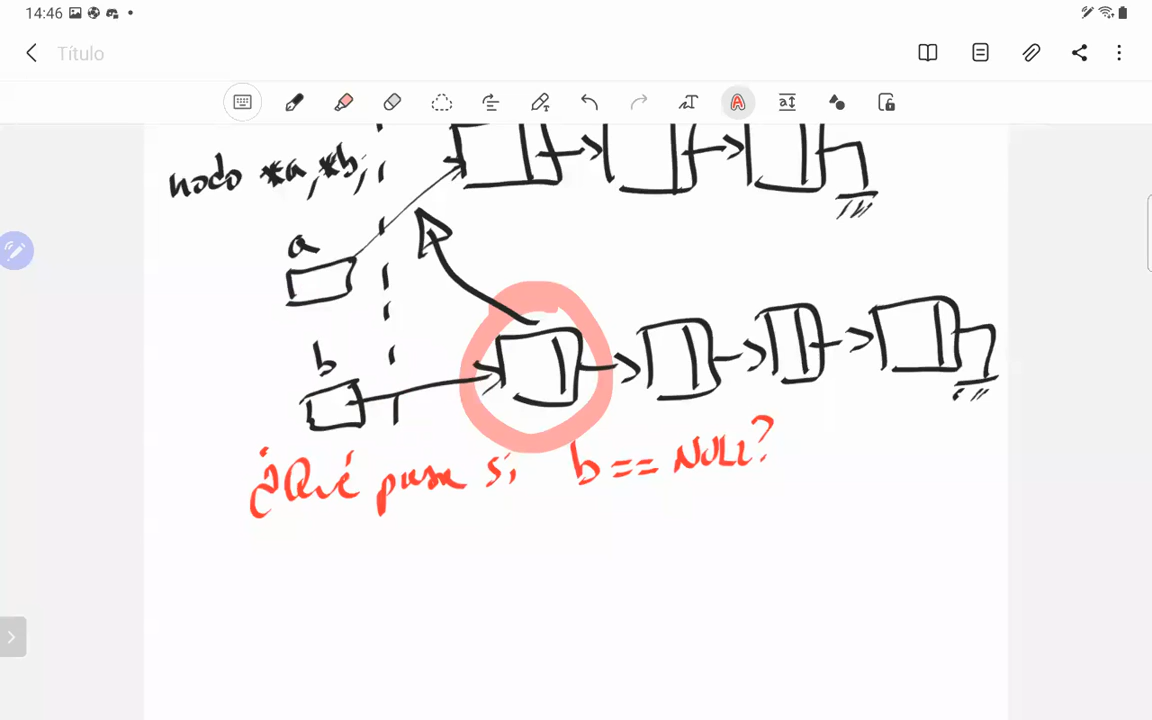 14:46
Título
nodo *a, *b;
a
b
¿Qué pasa si b == NULL?